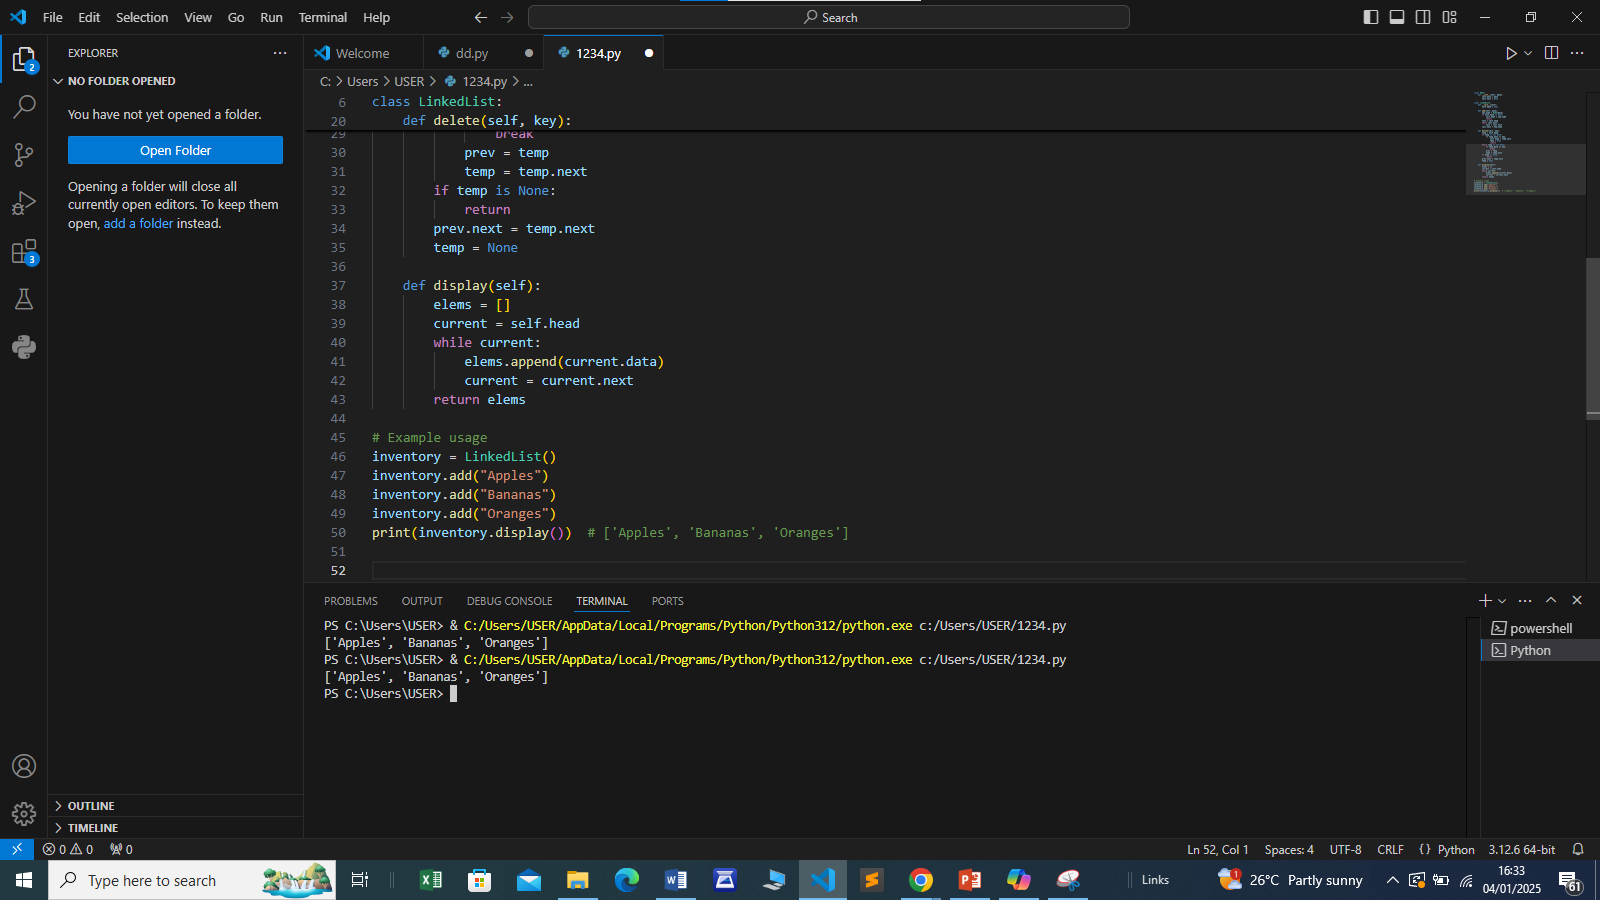 File Edit Selection View Go Run Terminal Help
Search
EXPLORER
NO FOLDER OPENED
You have not yet opened a folder.
Open Folder
Opening a folder will close all
currently open editors. To keep them
open, add a folder instead.
OUTLINE
TIMELINE
2
3
Welcome
dd.py
1234.py
C: > Users > USER > 1234.py > ...
6 class LinkedList:
20 def delete(self, key):
29 break
30 prev = temp
31 temp = temp.next
32 if temp is None:
33 return
34 prev.next = temp.next
35 temp = None
36
37 def display(self):
38 elems = []
39 current = self.head
40 while current:
41 elems.append(current.data)
42 current = current.next
43 return elems
44
45 # Example usage
46 inventory = LinkedList()
47 inventory.add("Apples")
48 inventory.add("Bananas")
49 inventory.add("Oranges")
50 print(inventory.display())  # ['Apples', 'Bananas', 'Oranges']
51
52
PROBLEMS OUTPUT DEBUG CONSOLE TERMINAL PORTS
PS C:\Users\USER> & C:/Users/USER/AppData/Local/Programs/Python/Python312/python.exe c:/Users/USER/1234.py
['Apples', 'Bananas', 'Oranges']
PS C:\Users\USER> & C:/Users/USER/AppData/Local/Programs/Python/Python312/python.exe c:/Users/USER/1234.py
['Apples', 'Bananas', 'Oranges']
PS C:\Users\USER>
powershell
Python
0 0 0
Ln 52, Col 1 Spaces: 4 UTF-8 CRLF {} Python 3.12.6 64-bit
Type here to search
Links
1
26°C Partly sunny
16:33
04/01/2025
61